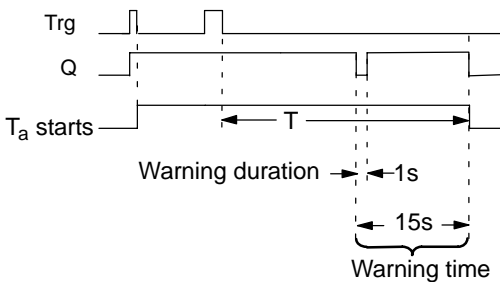 Trg
Q
Ta starts
T
Warning duration
1s
15s
Warning time